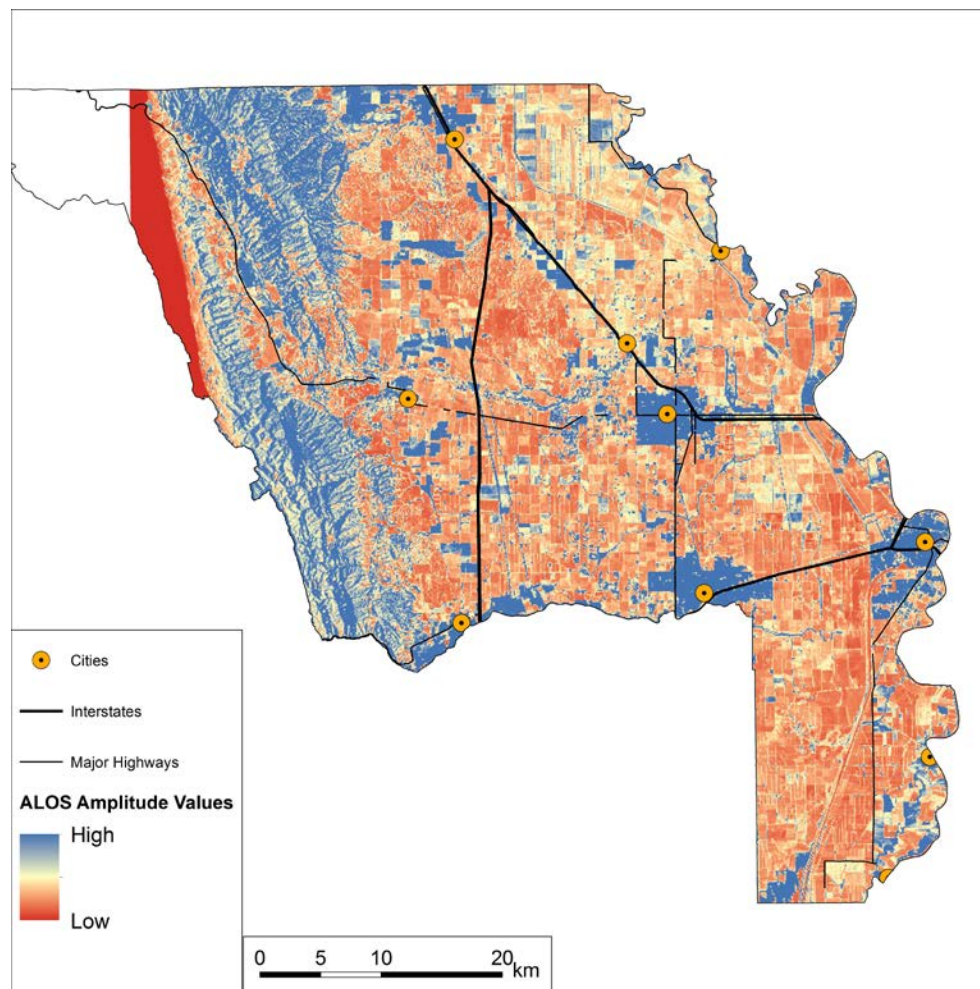 Cities
Interstates
Major Highways
ALOS Amplitude Values
High
Low
0 5 10 20
km